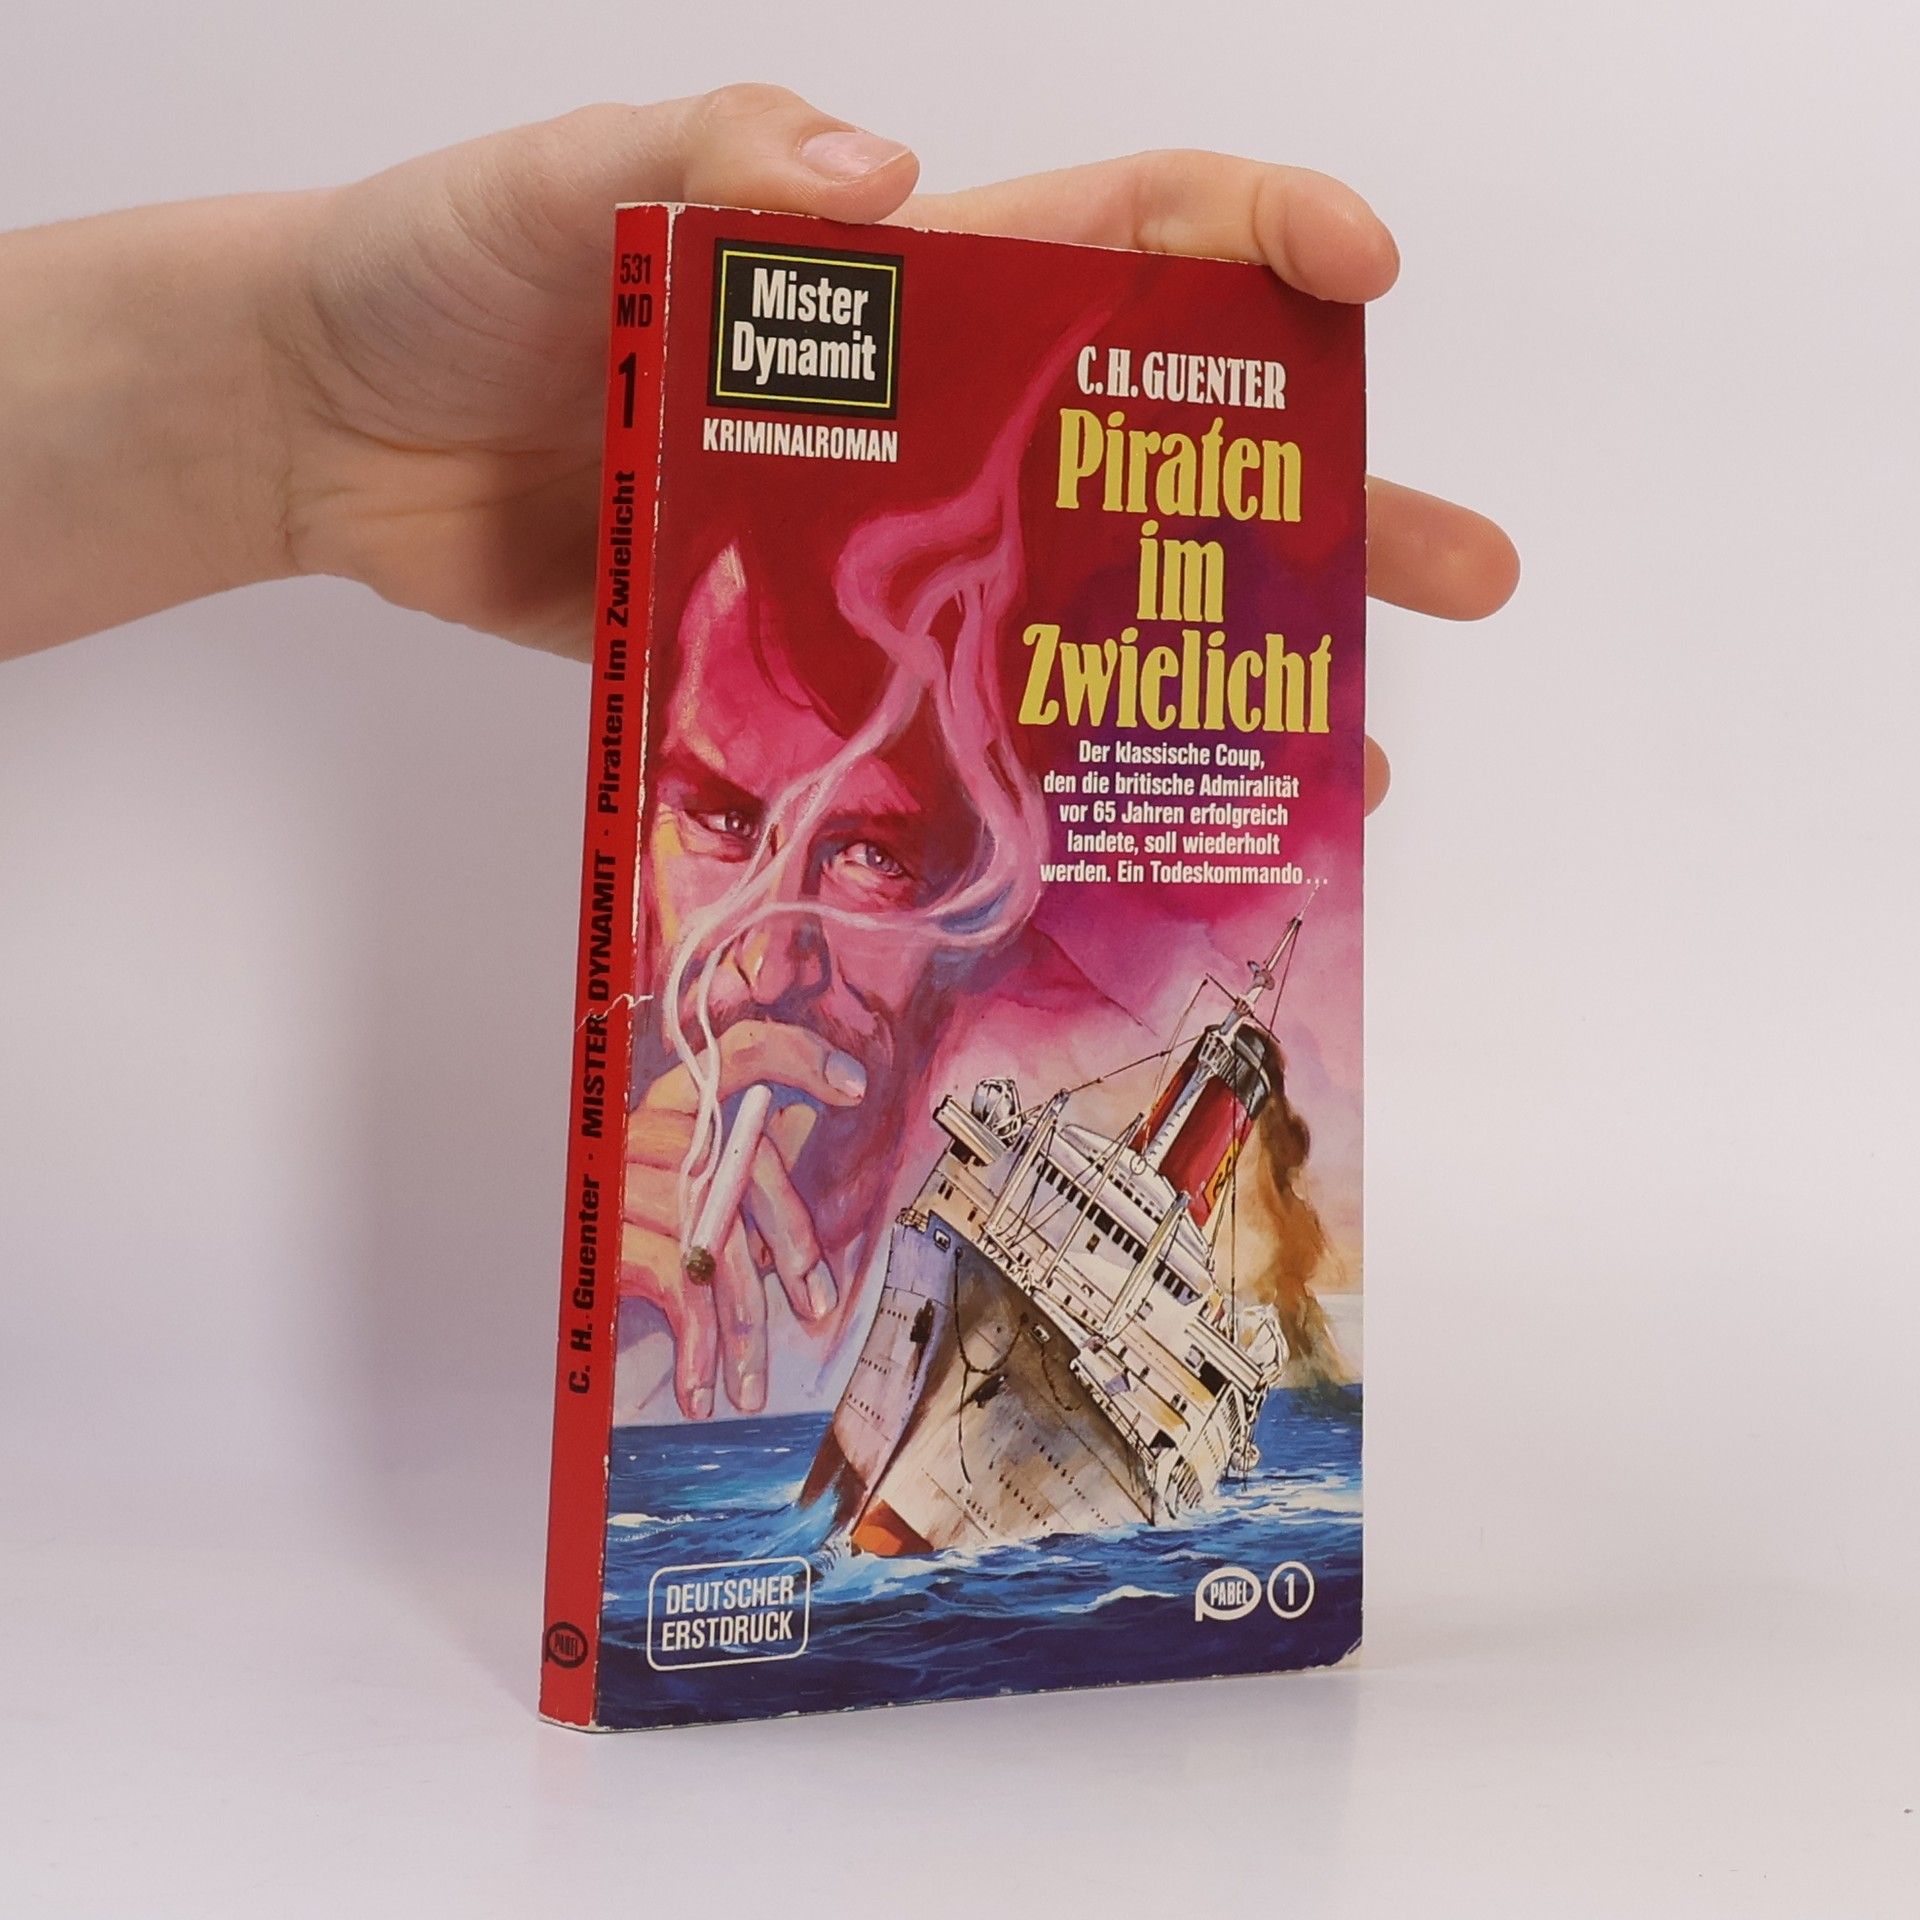 531
MD
1
C. H. Guenter · MISTER DYNAMIT · Piraten im Zwielicht
PABEL
Mister
Dynamit
KRIMINALROMAN
C.H. GUENTER
Piraten
im
Zwielicht
Der klassische Coup,
den die britische Admiralität
vor 65 Jahren erfolgreich
landete, soll wiederholt
werden. Ein Todeskommando...
DEUTSCHER
ERSTDRUCK
PABEL 1